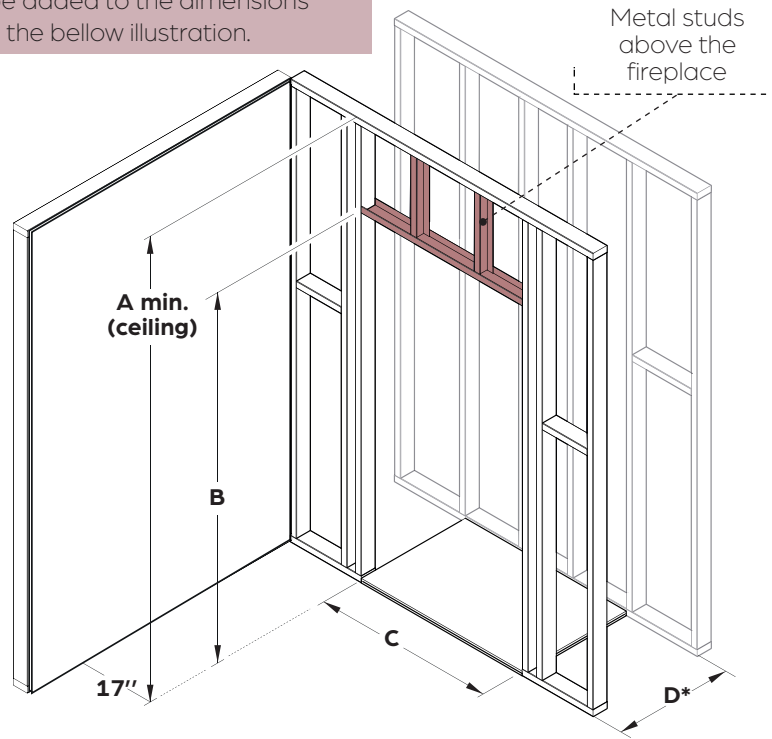 be added to the dimensions
the bellow illustration.
Metal studs
above the
fireplace
A min.
(ceiling)
B
C
17''
D*